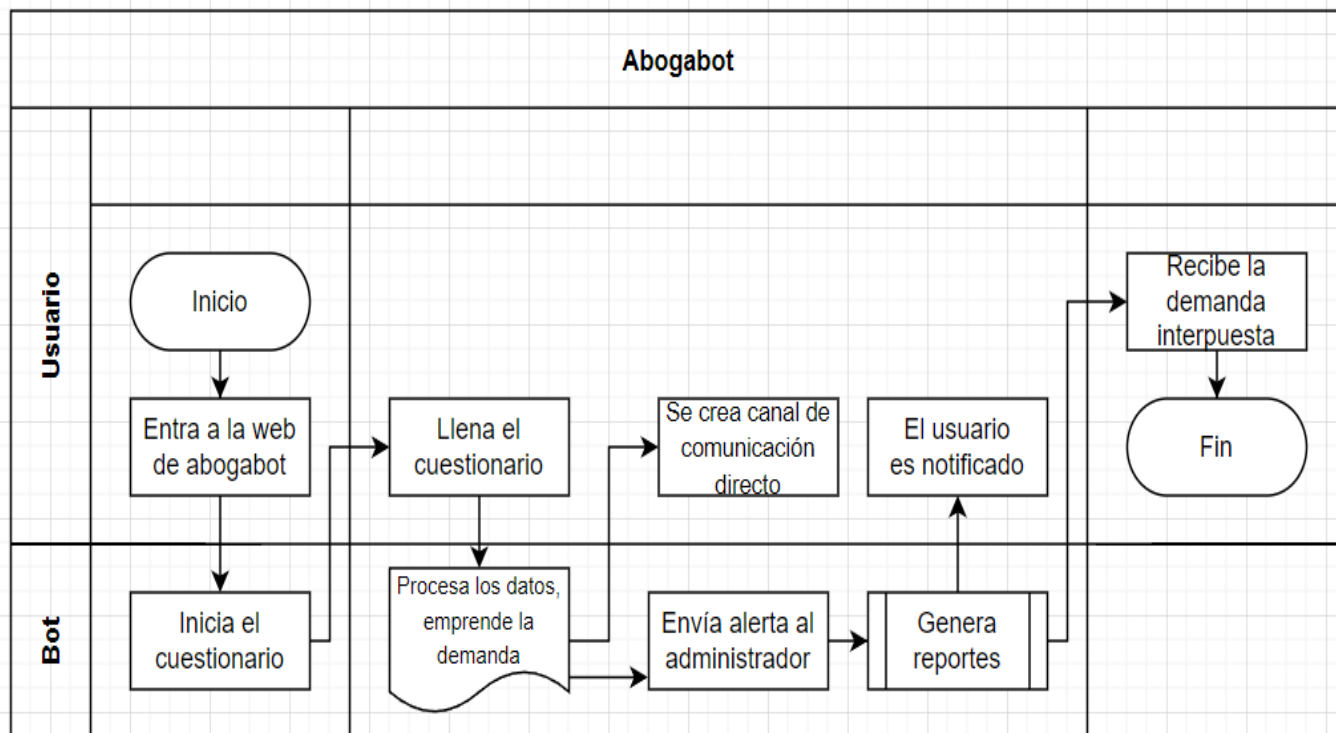 Abogabot
Usuario
Inicio
Entra a la web
de abogabot
Llena el
cuestionario
Se crea canal de
comunicación
directo
El usuario
es notificado
Recibe la
demanda
interpuesta
Fin
Bot
Inicia el
cuestionario
Procesa los datos,
emprende la
demanda
Envía alerta al
administrador
Genera
reportes